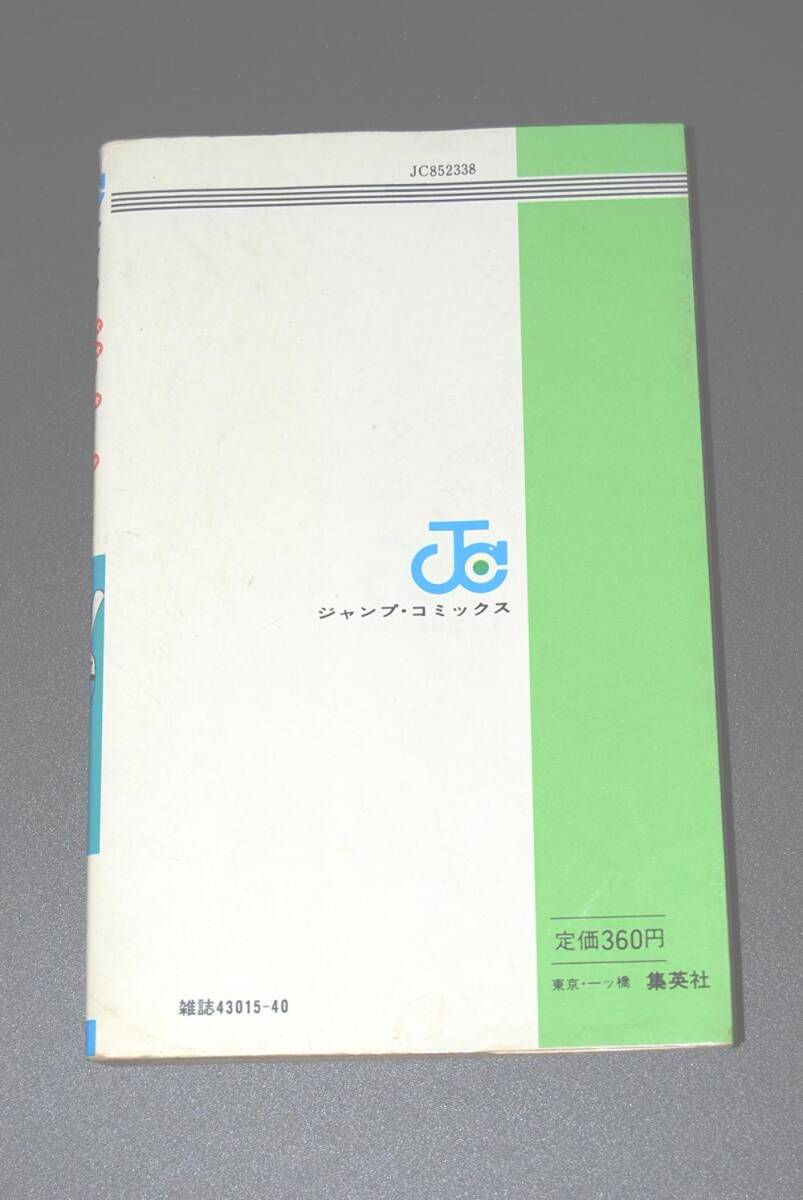 JC852338
JC
ジャンプ・コミックス
定価360円
東京・一ッ橋 集英社
雑誌43015-40